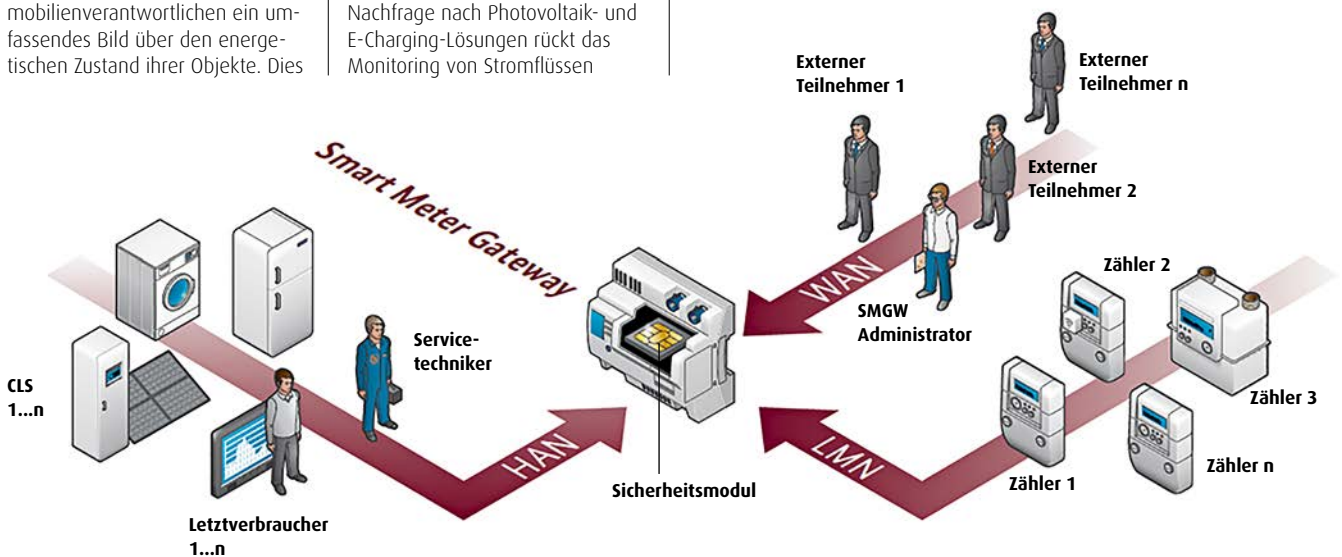 mobilienverantwortlichen ein um-
fassendes Bild über den energe-
tischen Zustand ihrer Objekte. Dies
Nachfrage nach Photovoltaik- und
E-Charging-Lösungen rückt das
Monitoring von Stromflüssen
Externer
Teilnehmer 1
Externer
Teilnehmer n
Externer
Teilnehmer 2
Smart Meter Gateway
WAN
SMGW
Administrator
Zähler 2
Zähler 3
Zähler 1
Zähler n
Service-
techniker
CLS
1...n
HAN
LMN
Sicherheitsmodul
Letztverbraucher
1...n